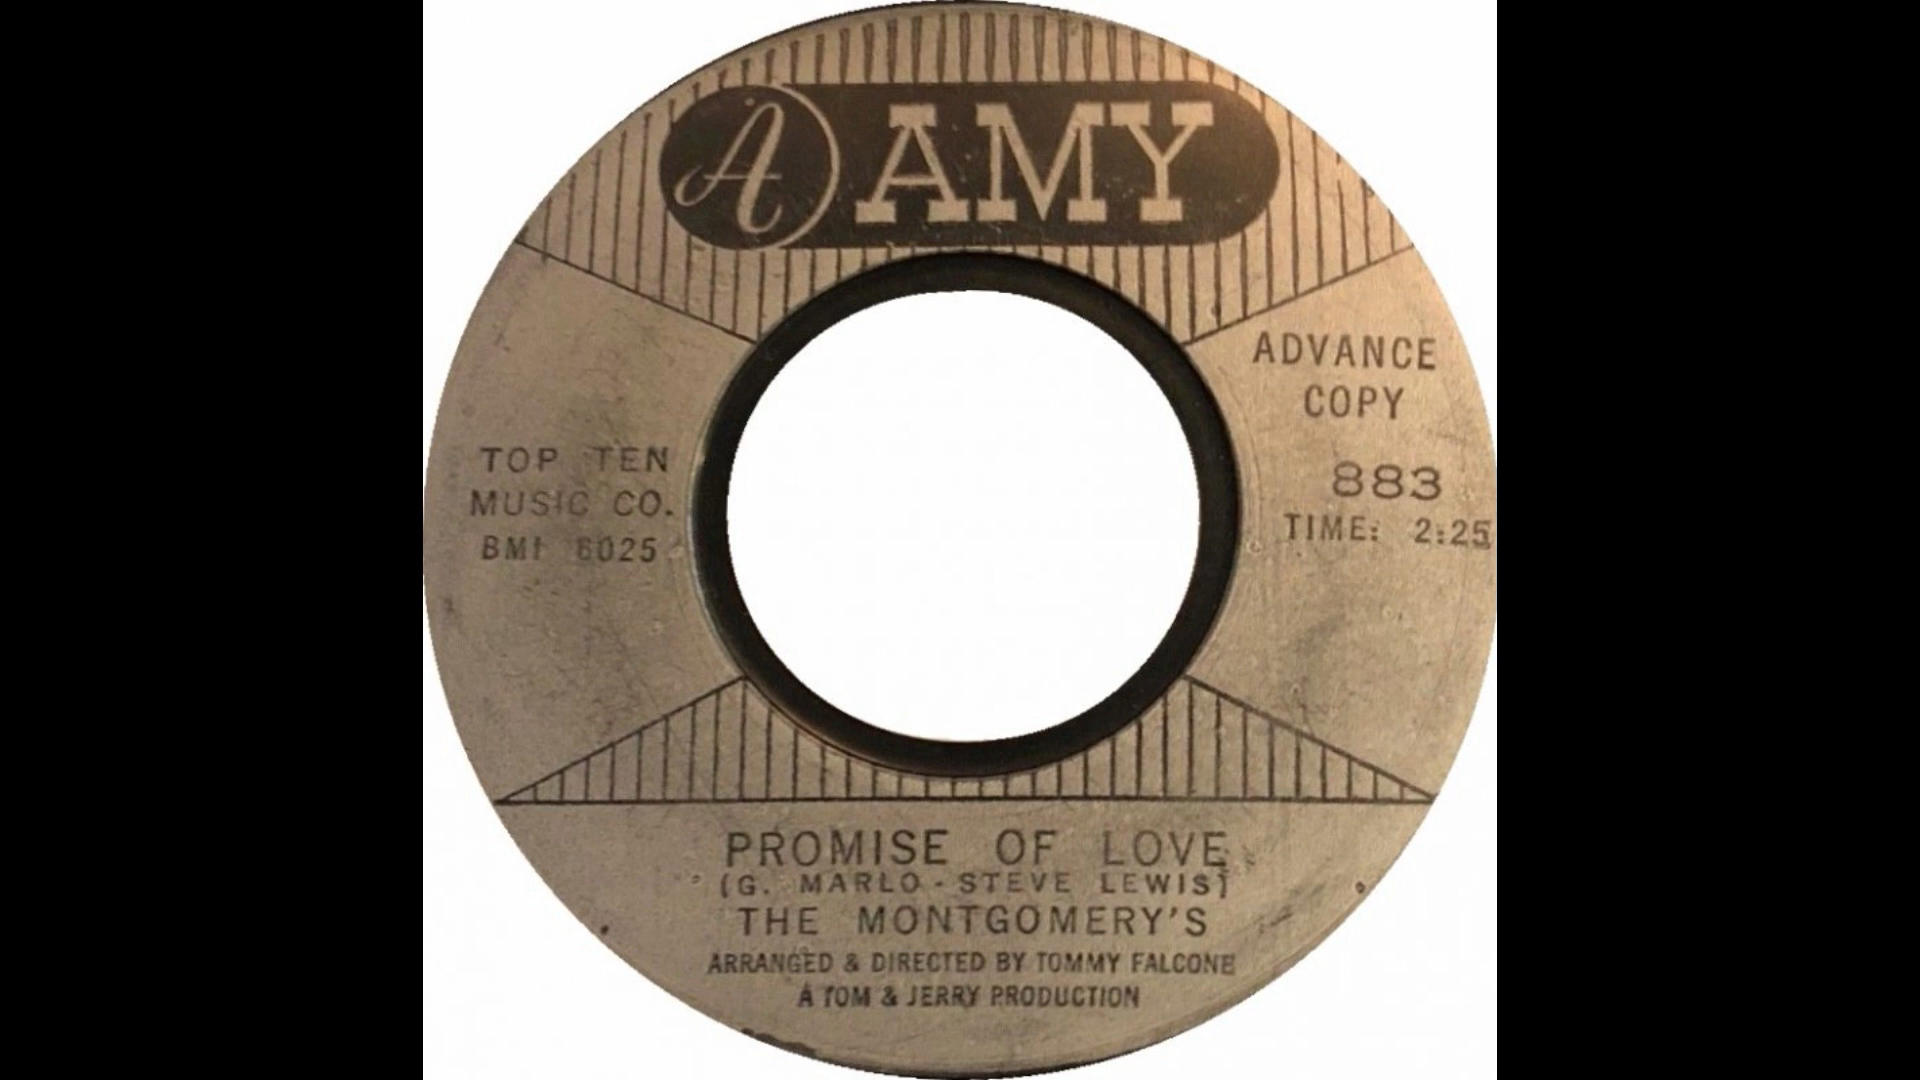 A AMY
ADVANCE
COPY
TOP TEN
MUSIC CO.
BMI 6025
883
TIME: 2:25
PROMISE OF LOVE
(G. MARLO - STEVE LEWIS)
THE MONTGOMERY'S
ARRANGED & DIRECTED BY TOMMY FALCONE
A TOM & JERRY PRODUCTION